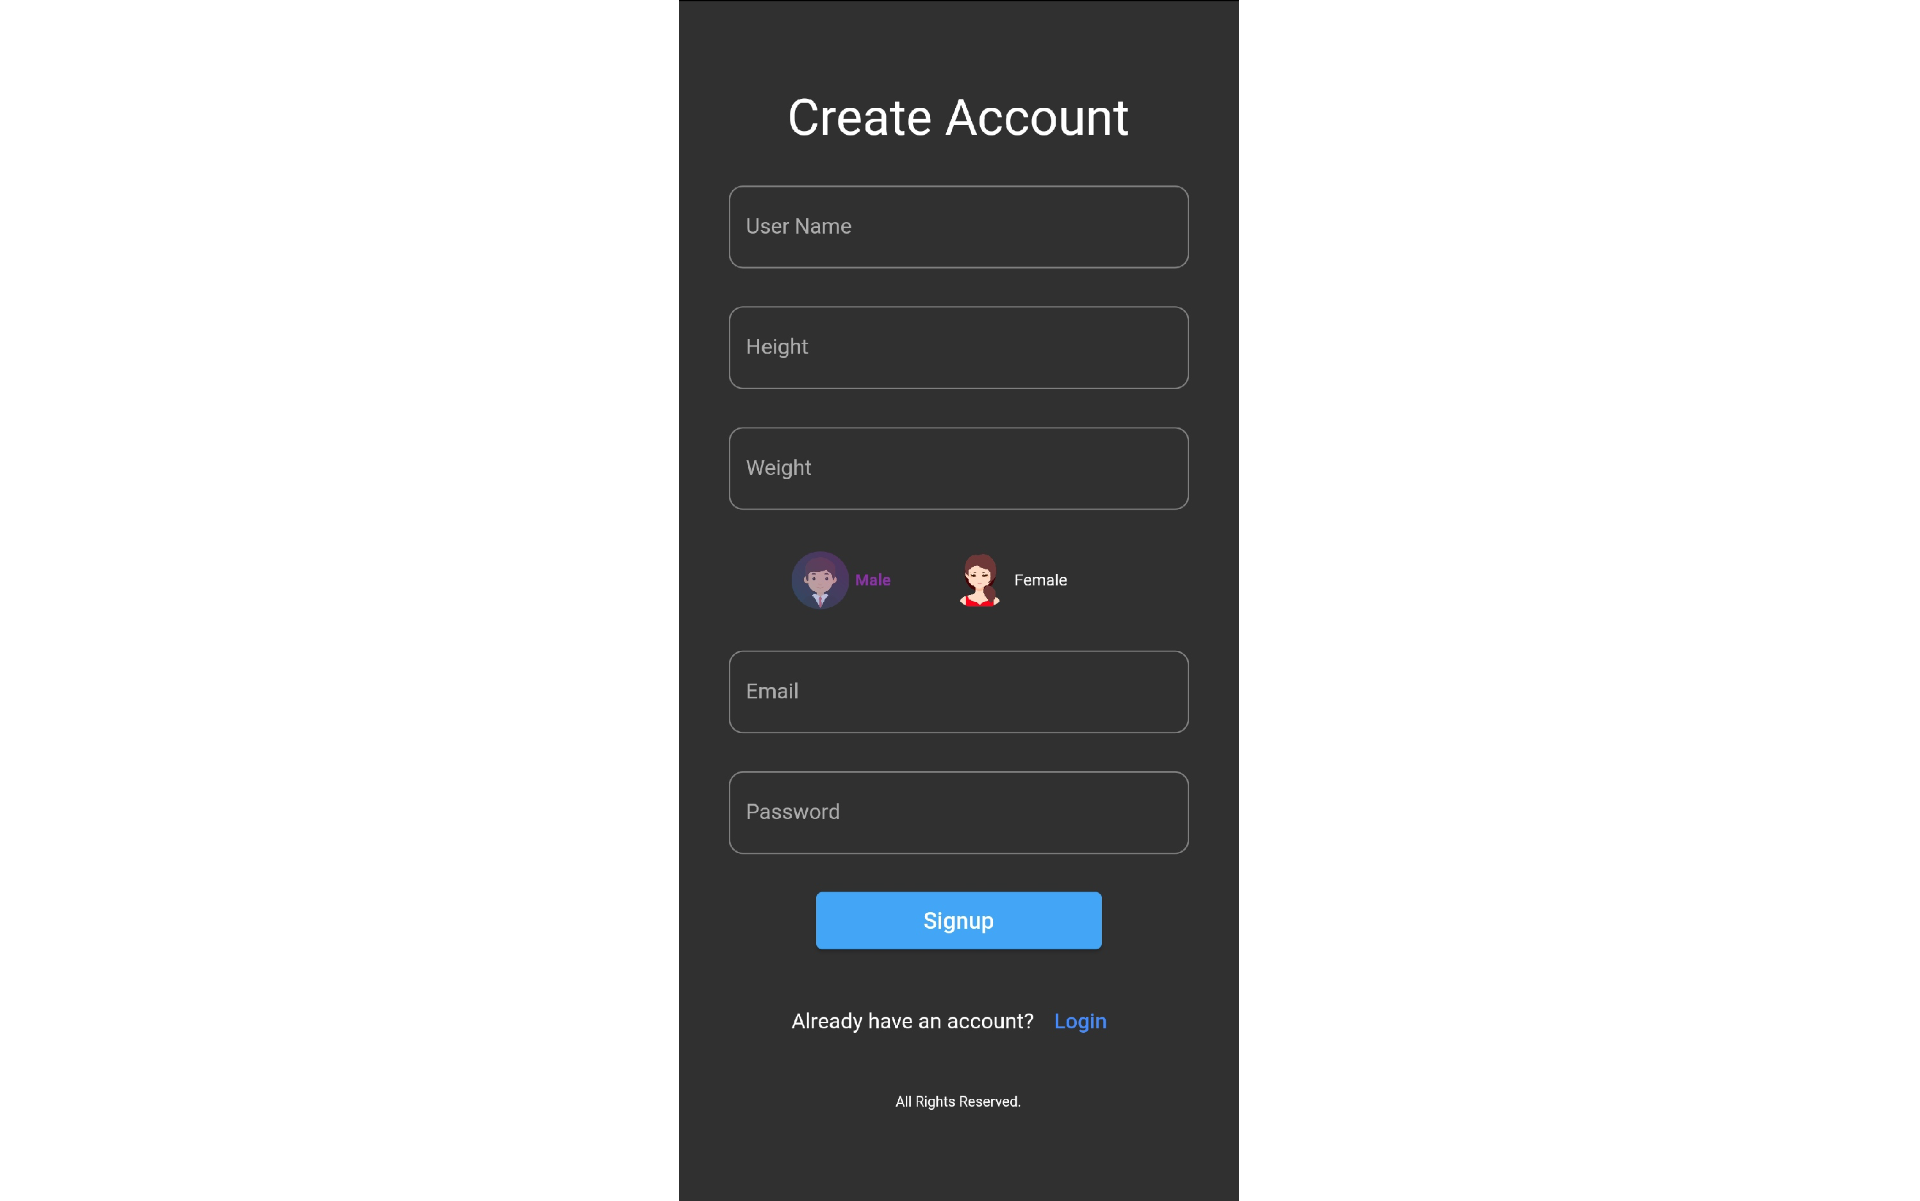 Create Account
User Name
Height
Weight
Male Female
Email
Password
Signup
Already have an account? Login
All Rights Reserved.